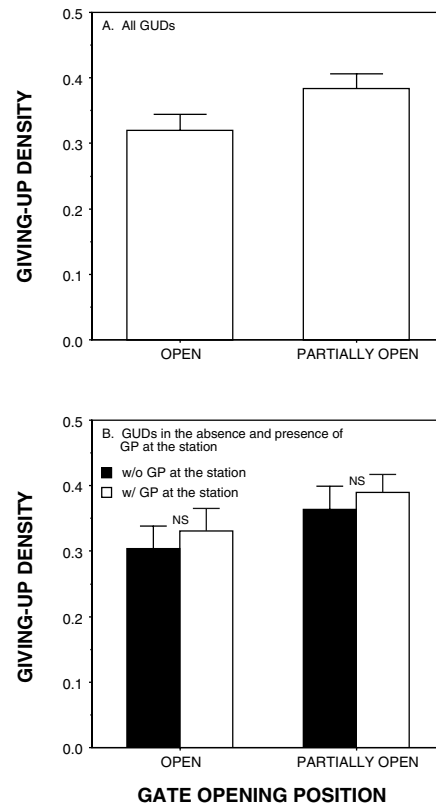 A. All GUDs
GIVING-UP DENSITY
0.5
0.4
0.3
0.2
0.1
0.0
OPEN PARTIALLY OPEN
B. GUDs in the absence and presence of
GP at the station
w/o GP at the station
w/ GP at the station
NS
NS
GIVING-UP DENSITY
0.5
0.4
0.3
0.2
0.1
0.0
OPEN PARTIALLY OPEN
GATE OPENING POSITION